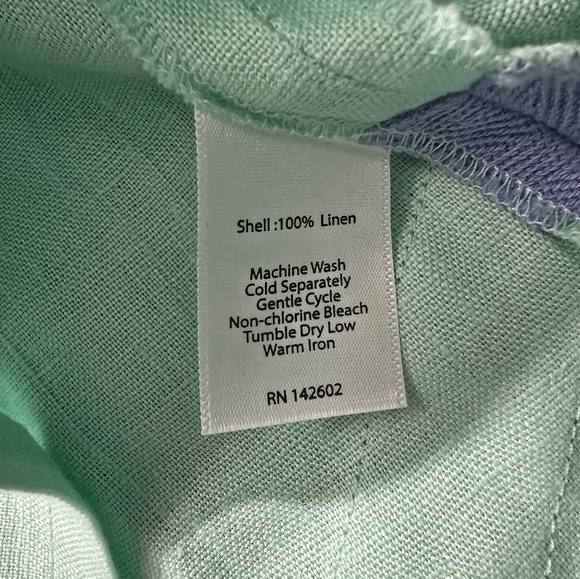 Shell :100% Linen
Machine Wash
Cold Separately
Gentle Cycle
Non-chlorine Bleach
Tumble Dry Low
Warm Iron
RN 142602